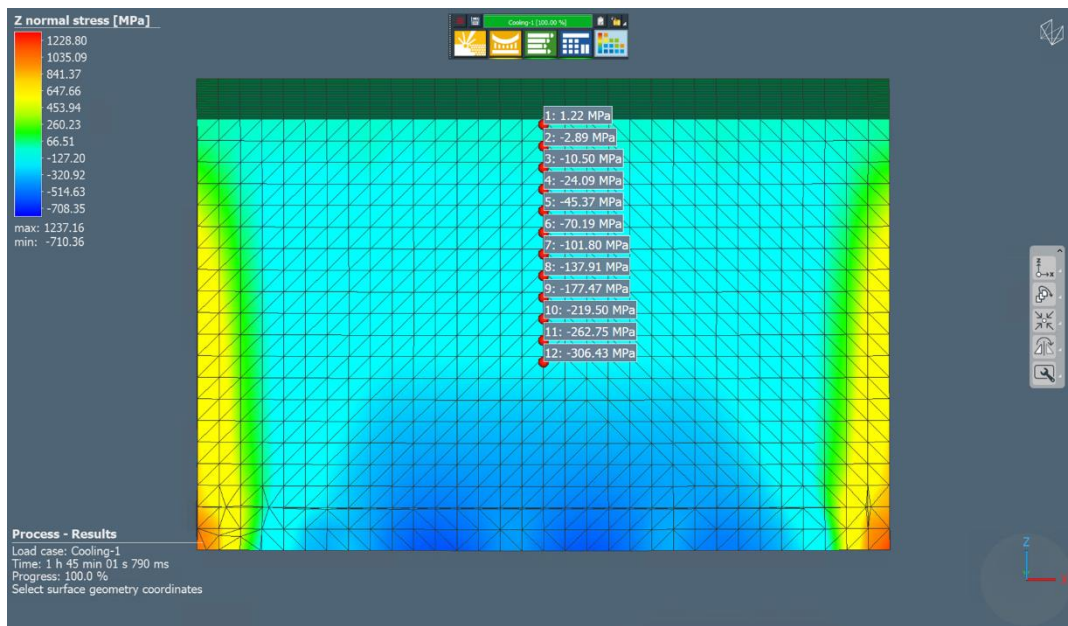 Z normal stress [MPa]
1228.80
1035.09
841.37
647.66
453.94
260.23
66.51
-127.20
-320.92
-514.63
-708.35
max: 1237.16
min: -710.36
Cooling-1 [100.00 %]
1: 1.22 MPa
2: -2.89 MPa
3: -10.50 MPa
4: -24.09 MPa
5: -45.37 MPa
6: -70.19 MPa
7: -101.80 MPa
8: -137.91 MPa
9: -177.47 MPa
10: -219.50 MPa
11: -262.75 MPa
12: -306.43 MPa
Process - Results
Load case: Cooling-1
Time: 1 h 45 min 01 s 790 ms
Progress: 100.0 %
Select surface geometry coordinates
Z